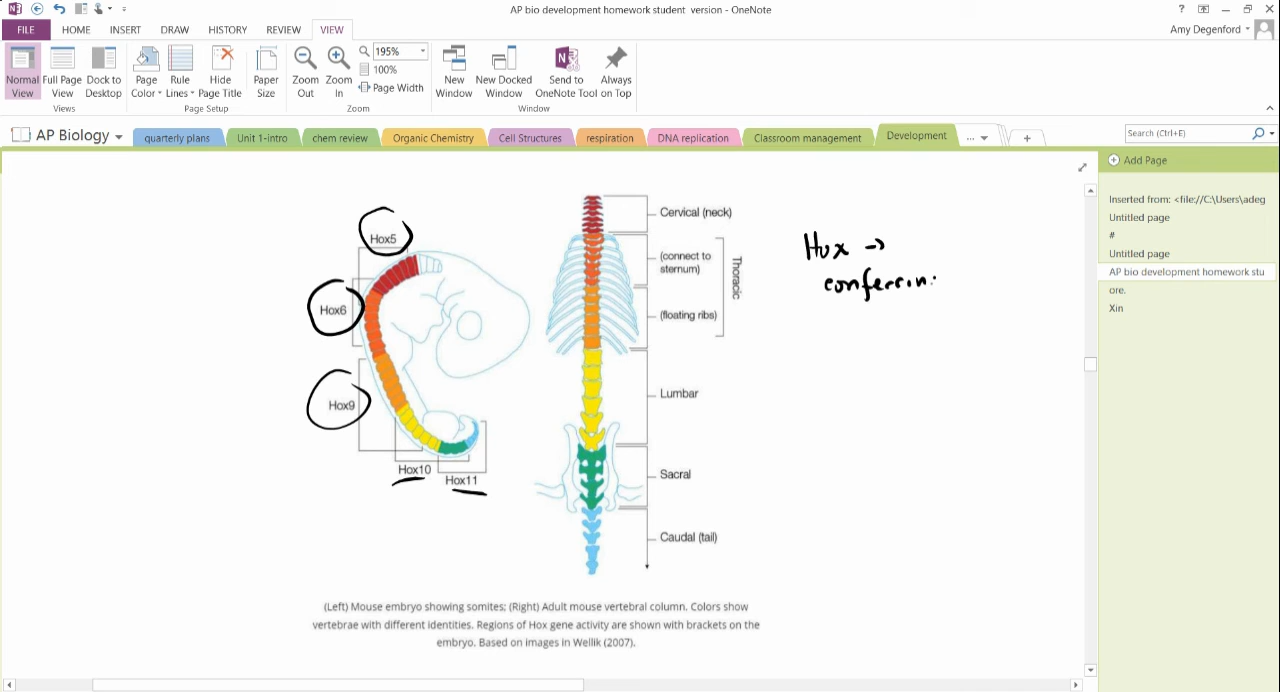 AP bio development homework student version - OneNote
FILE HOME INSERT DRAW HISTORY REVIEW VIEW
Amy Degenford
Normal View
Full Page View
Dock to Desktop
Views
Page Color
Rule Lines
Hide Page Title
Paper Size
Page Setup
Zoom Out
Zoom In
195%
100%
Page Width
Zoom
New Window
New Docked Window
Send to OneNote Tool
Always on Top
Window
AP Biology
quarterly plans
Unit 1-intro
chem review
Organic Chemistry
Cell Structures
respiration
DNA replication
Classroom management
Development
...
+
Search (Ctrl+E)
Add Page
Inserted from: <file://C:\Users\adeg
Untitled page
#
Untitled page
AP bio development homework stu
ore.
Xin
Hox5
Hox6
Hox9
Hox10
Hox11
Cervical (neck)
(connect to
sternum)
(floating ribs)
Thoracic
Lumbar
Sacral
Caudal (tail)
Hox →
conferrin
(Left) Mouse embryo showing somites; (Right) Adult mouse vertebral column. Colors show
vertebrae with different identities. Regions of Hox gene activity are shown with brackets on the
embryo. Based on images in Wellik (2007).